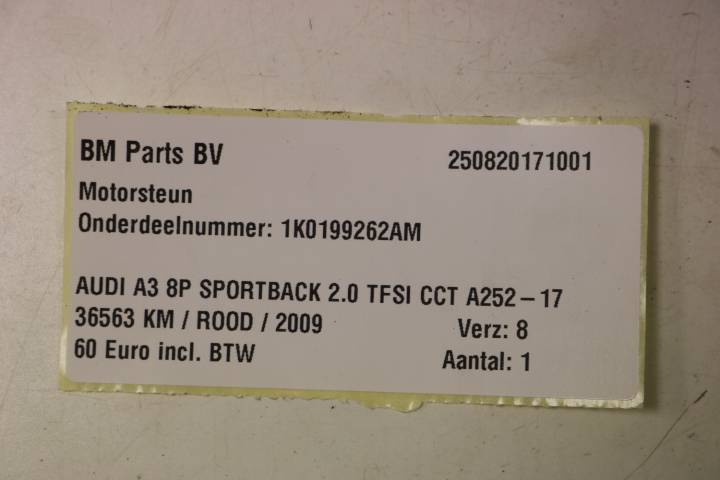 BM Parts BV 250820171001
Motorsteun
Onderdeelnummer: 1K0199262AM
AUDI A3 8P SPORTBACK 2.0 TFSI CCT A252-17
36563 KM / ROOD / 2009 Verz: 8
60 Euro incl. BTW Aantal: 1